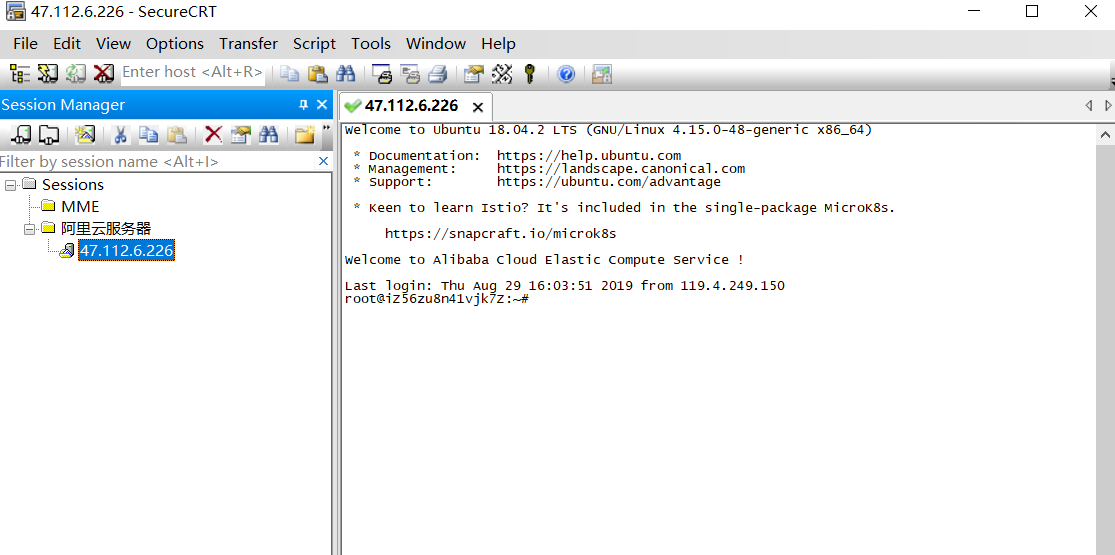 47.112.6.226 - SecureCRT
File Edit View Options Transfer Script Tools Window Help
Enter host <Alt+R>
Session Manager
47.112.6.226
Filter by session name <Alt+I>
Sessions
MME
阿里云服务器
47.112.6.226
Welcome to Ubuntu 18.04.2 LTS (GNU/Linux 4.15.0-48-generic x86_64)
* Documentation: https://help.ubuntu.com
* Management: https://landscape.canonical.com
* Support: https://ubuntu.com/advantage
* Keen to learn Istio? It's included in the single-package MicroK8s.
https://snapcraft.io/microk8s
Welcome to Alibaba Cloud Elastic Compute Service !
Last login: Thu Aug 29 16:03:51 2019 from 119.4.249.150
root@iZ56zu8n41vjk7Z:~#